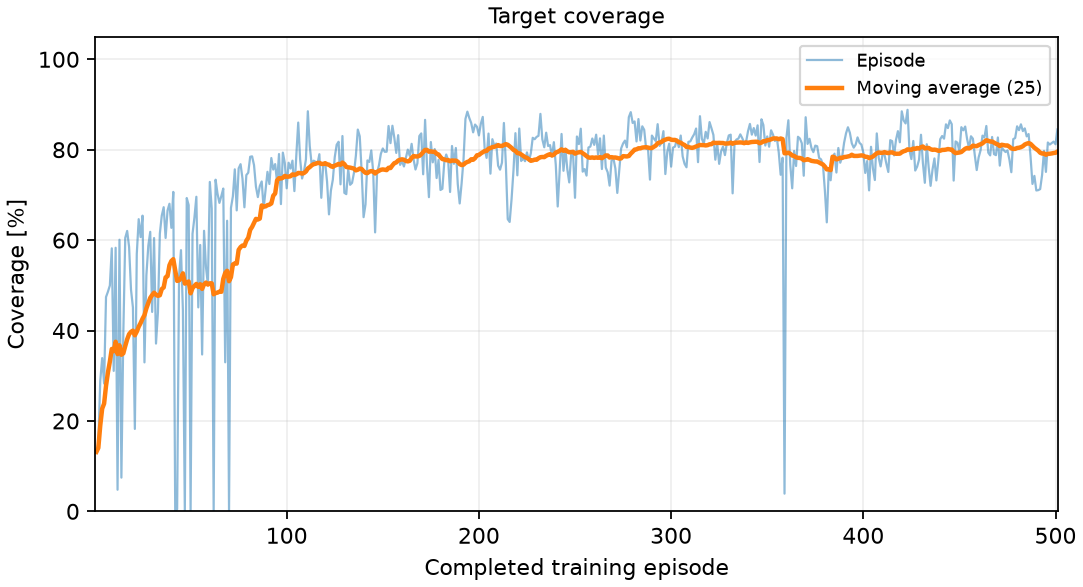 Target coverage
Coverage [%]
100
80
60
40
20
0
Episode
Moving average (25)
100
200
300
400
500
Completed training episode